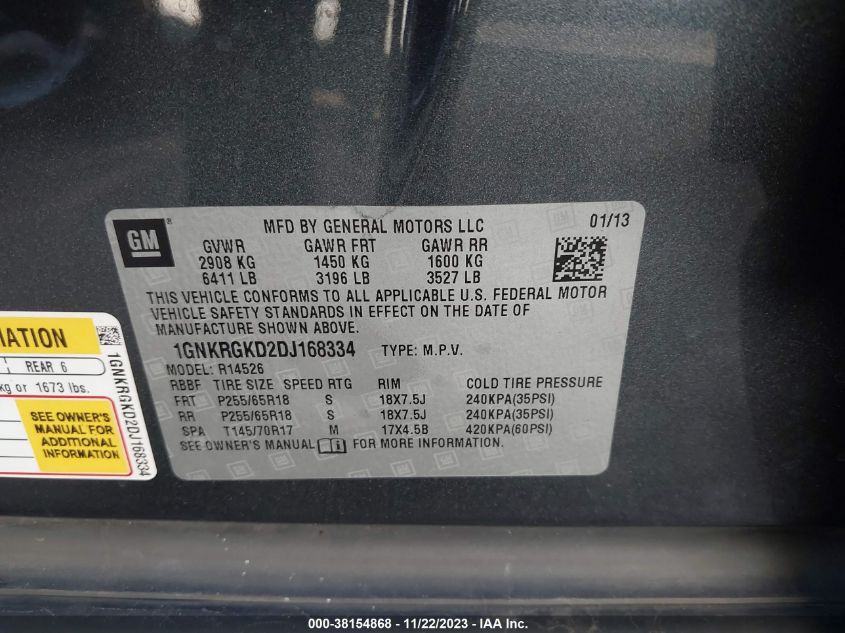 GM ®
MFD BY GENERAL MOTORS LLC 01/13
GVWR GAWR FRT GAWR RR
2908 KG 1450 KG 1600 KG
6411 LB 3196 LB 3527 LB
THIS VEHICLE CONFORMS TO ALL APPLICABLE U.S. FEDERAL MOTOR
VEHICLE SAFETY STANDARDS IN EFFECT ON THE DATE OF
MANUFACTURE SHOWN ABOVE.
1GNKRGKD2DJ168334 TYPE: M.P.V.
MODEL: R14526
RBBF TIRE SIZE SPEED RTG RIM COLD TIRE PRESSURE
FRT P255/65R18 S 18X7.5J 240KPA(35PSI)
RR P255/65R18 S 18X7.5J 240KPA(35PSI)
SPA T145/70R17 M 17X4.5B 420KPA(60PSI)
SEE OWNER'S MANUAL FOR MORE INFORMATION.
MATION
REAR 6
kg or 1673 lbs.
SEE OWNER'S
MANUAL FOR
ADDITIONAL
INFORMATION
1GNKRGKD2DJ168334
000-38154868 - 11/22/2023 - IAA Inc.